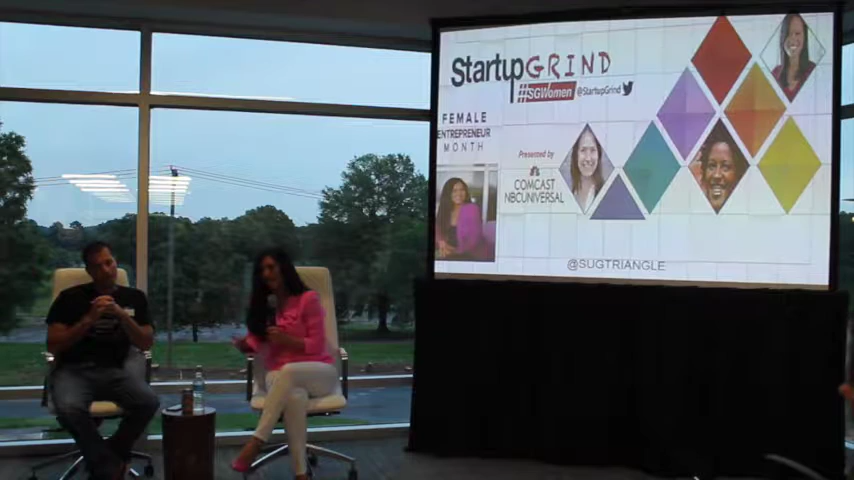 StartupGRIND
#SGWomen @StartupGrind
FEMALE
ENTREPRENEUR
MONTH
Presented by
COMCAST
NBCUNIVERSAL
@SUGTRIANGLE